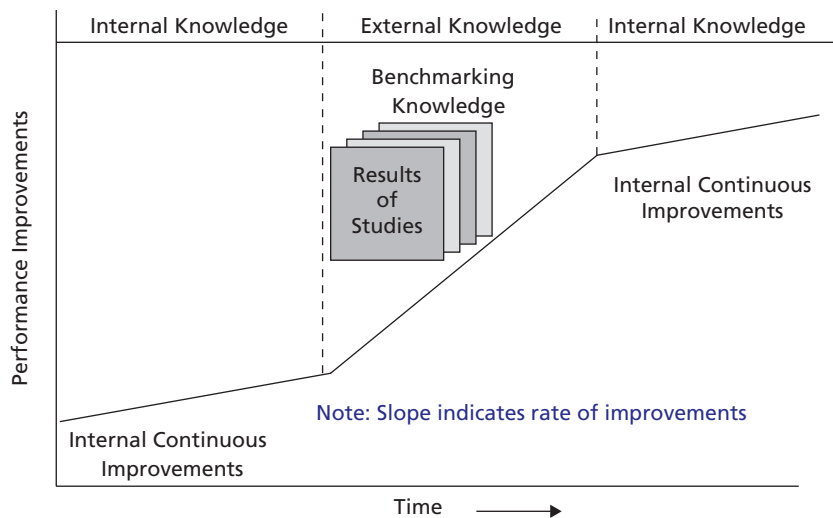 Internal Knowledge
External Knowledge
Internal Knowledge
Benchmarking
Knowledge
Results
of
Studies
Internal Continuous
Improvements
Performance Improvements
Note: Slope indicates rate of improvements
Internal Continuous
Improvements
Time